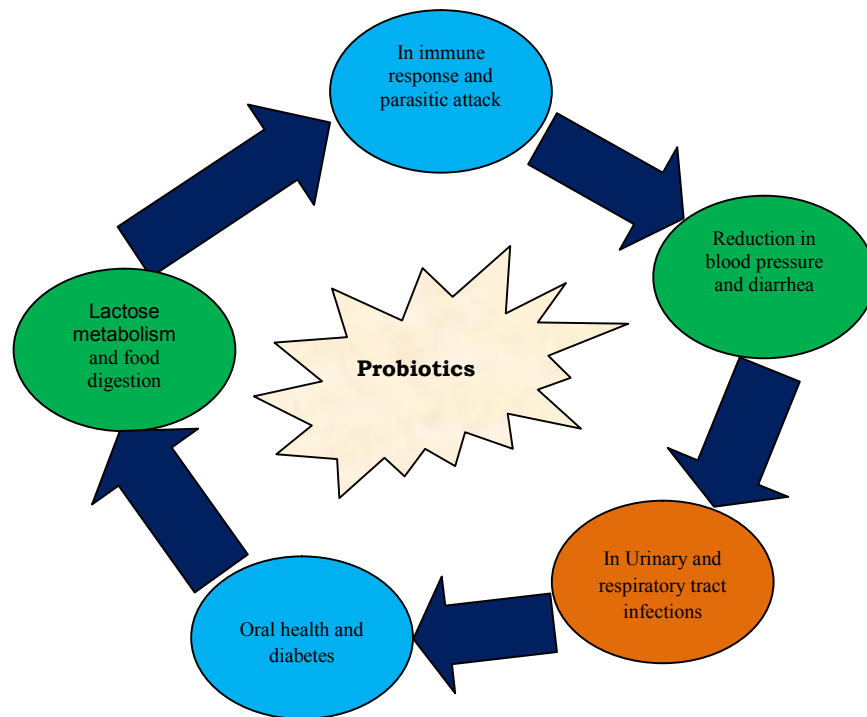 In immune
response and
parasitic attack
Reduction in
blood pressure
and diarrhea
Lactose
metabolism
and food
digestion
Probiotics
In Urinary and
respiratory tract
infections
Oral health and
diabetes